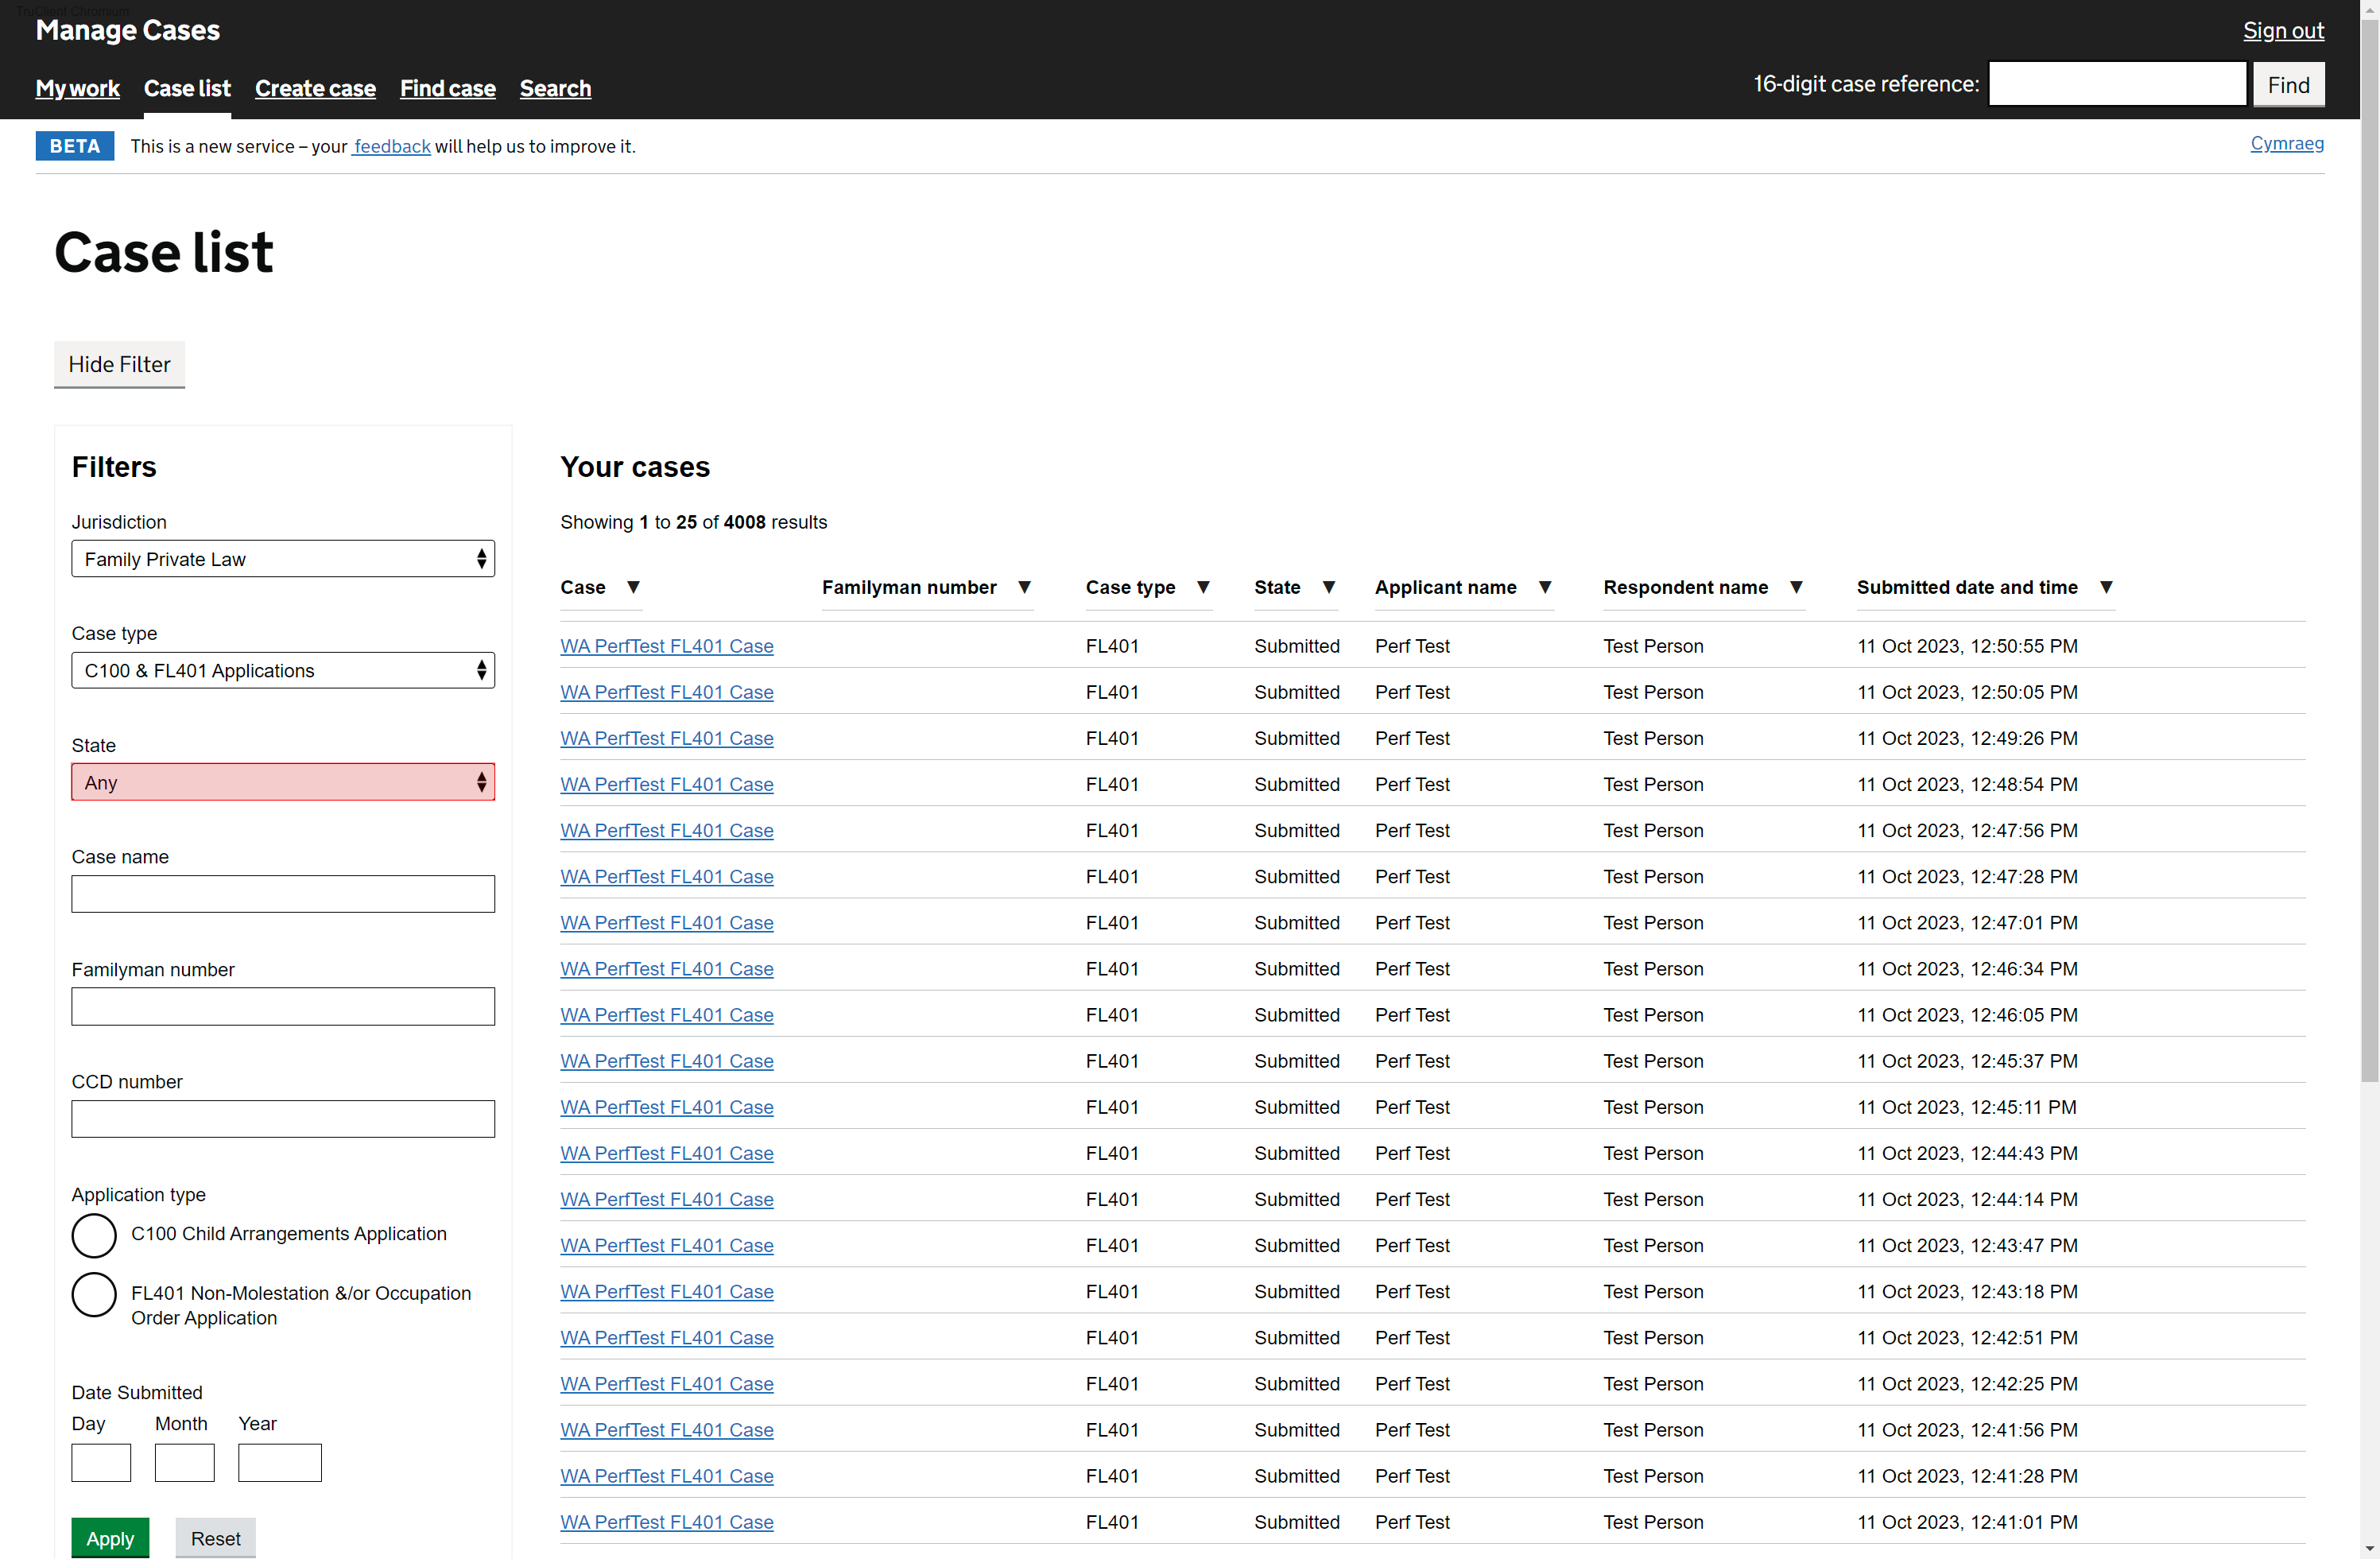 TruClient Chromium
Manage Cases
Sign out
My work Case list Create case Find case Search
16-digit case reference: Find
BETA This is a new service – your feedback will help us to improve it.
Cymraeg
Case list
Hide Filter
Filters
Jurisdiction
Family Private Law
Case type
C100 & FL401 Applications
State
Any
Case name
Familyman number
CCD number
Application type
C100 Child Arrangements Application
FL401 Non-Molestation &/or Occupation
Order Application
Date Submitted
Day Month Year
Apply Reset
Your cases
Showing 1 to 25 of 4008 results
Case ▼ Familyman number ▼ Case type ▼ State ▼ Applicant name ▼ Respondent name ▼ Submitted date and time ▼
WA PerfTest FL401 Case FL401 Submitted Perf Test Test Person 11 Oct 2023, 12:50:55 PM
WA PerfTest FL401 Case FL401 Submitted Perf Test Test Person 11 Oct 2023, 12:50:05 PM
WA PerfTest FL401 Case FL401 Submitted Perf Test Test Person 11 Oct 2023, 12:49:26 PM
WA PerfTest FL401 Case FL401 Submitted Perf Test Test Person 11 Oct 2023, 12:48:54 PM
WA PerfTest FL401 Case FL401 Submitted Perf Test Test Person 11 Oct 2023, 12:47:56 PM
WA PerfTest FL401 Case FL401 Submitted Perf Test Test Person 11 Oct 2023, 12:47:28 PM
WA PerfTest FL401 Case FL401 Submitted Perf Test Test Person 11 Oct 2023, 12:47:01 PM
WA PerfTest FL401 Case FL401 Submitted Perf Test Test Person 11 Oct 2023, 12:46:34 PM
WA PerfTest FL401 Case FL401 Submitted Perf Test Test Person 11 Oct 2023, 12:46:05 PM
WA PerfTest FL401 Case FL401 Submitted Perf Test Test Person 11 Oct 2023, 12:45:37 PM
WA PerfTest FL401 Case FL401 Submitted Perf Test Test Person 11 Oct 2023, 12:45:11 PM
WA PerfTest FL401 Case FL401 Submitted Perf Test Test Person 11 Oct 2023, 12:44:43 PM
WA PerfTest FL401 Case FL401 Submitted Perf Test Test Person 11 Oct 2023, 12:44:14 PM
WA PerfTest FL401 Case FL401 Submitted Perf Test Test Person 11 Oct 2023, 12:43:47 PM
WA PerfTest FL401 Case FL401 Submitted Perf Test Test Person 11 Oct 2023, 12:43:18 PM
WA PerfTest FL401 Case FL401 Submitted Perf Test Test Person 11 Oct 2023, 12:42:51 PM
WA PerfTest FL401 Case FL401 Submitted Perf Test Test Person 11 Oct 2023, 12:42:25 PM
WA PerfTest FL401 Case FL401 Submitted Perf Test Test Person 11 Oct 2023, 12:41:56 PM
WA PerfTest FL401 Case FL401 Submitted Perf Test Test Person 11 Oct 2023, 12:41:28 PM
WA PerfTest FL401 Case FL401 Submitted Perf Test Test Person 11 Oct 2023, 12:41:01 PM